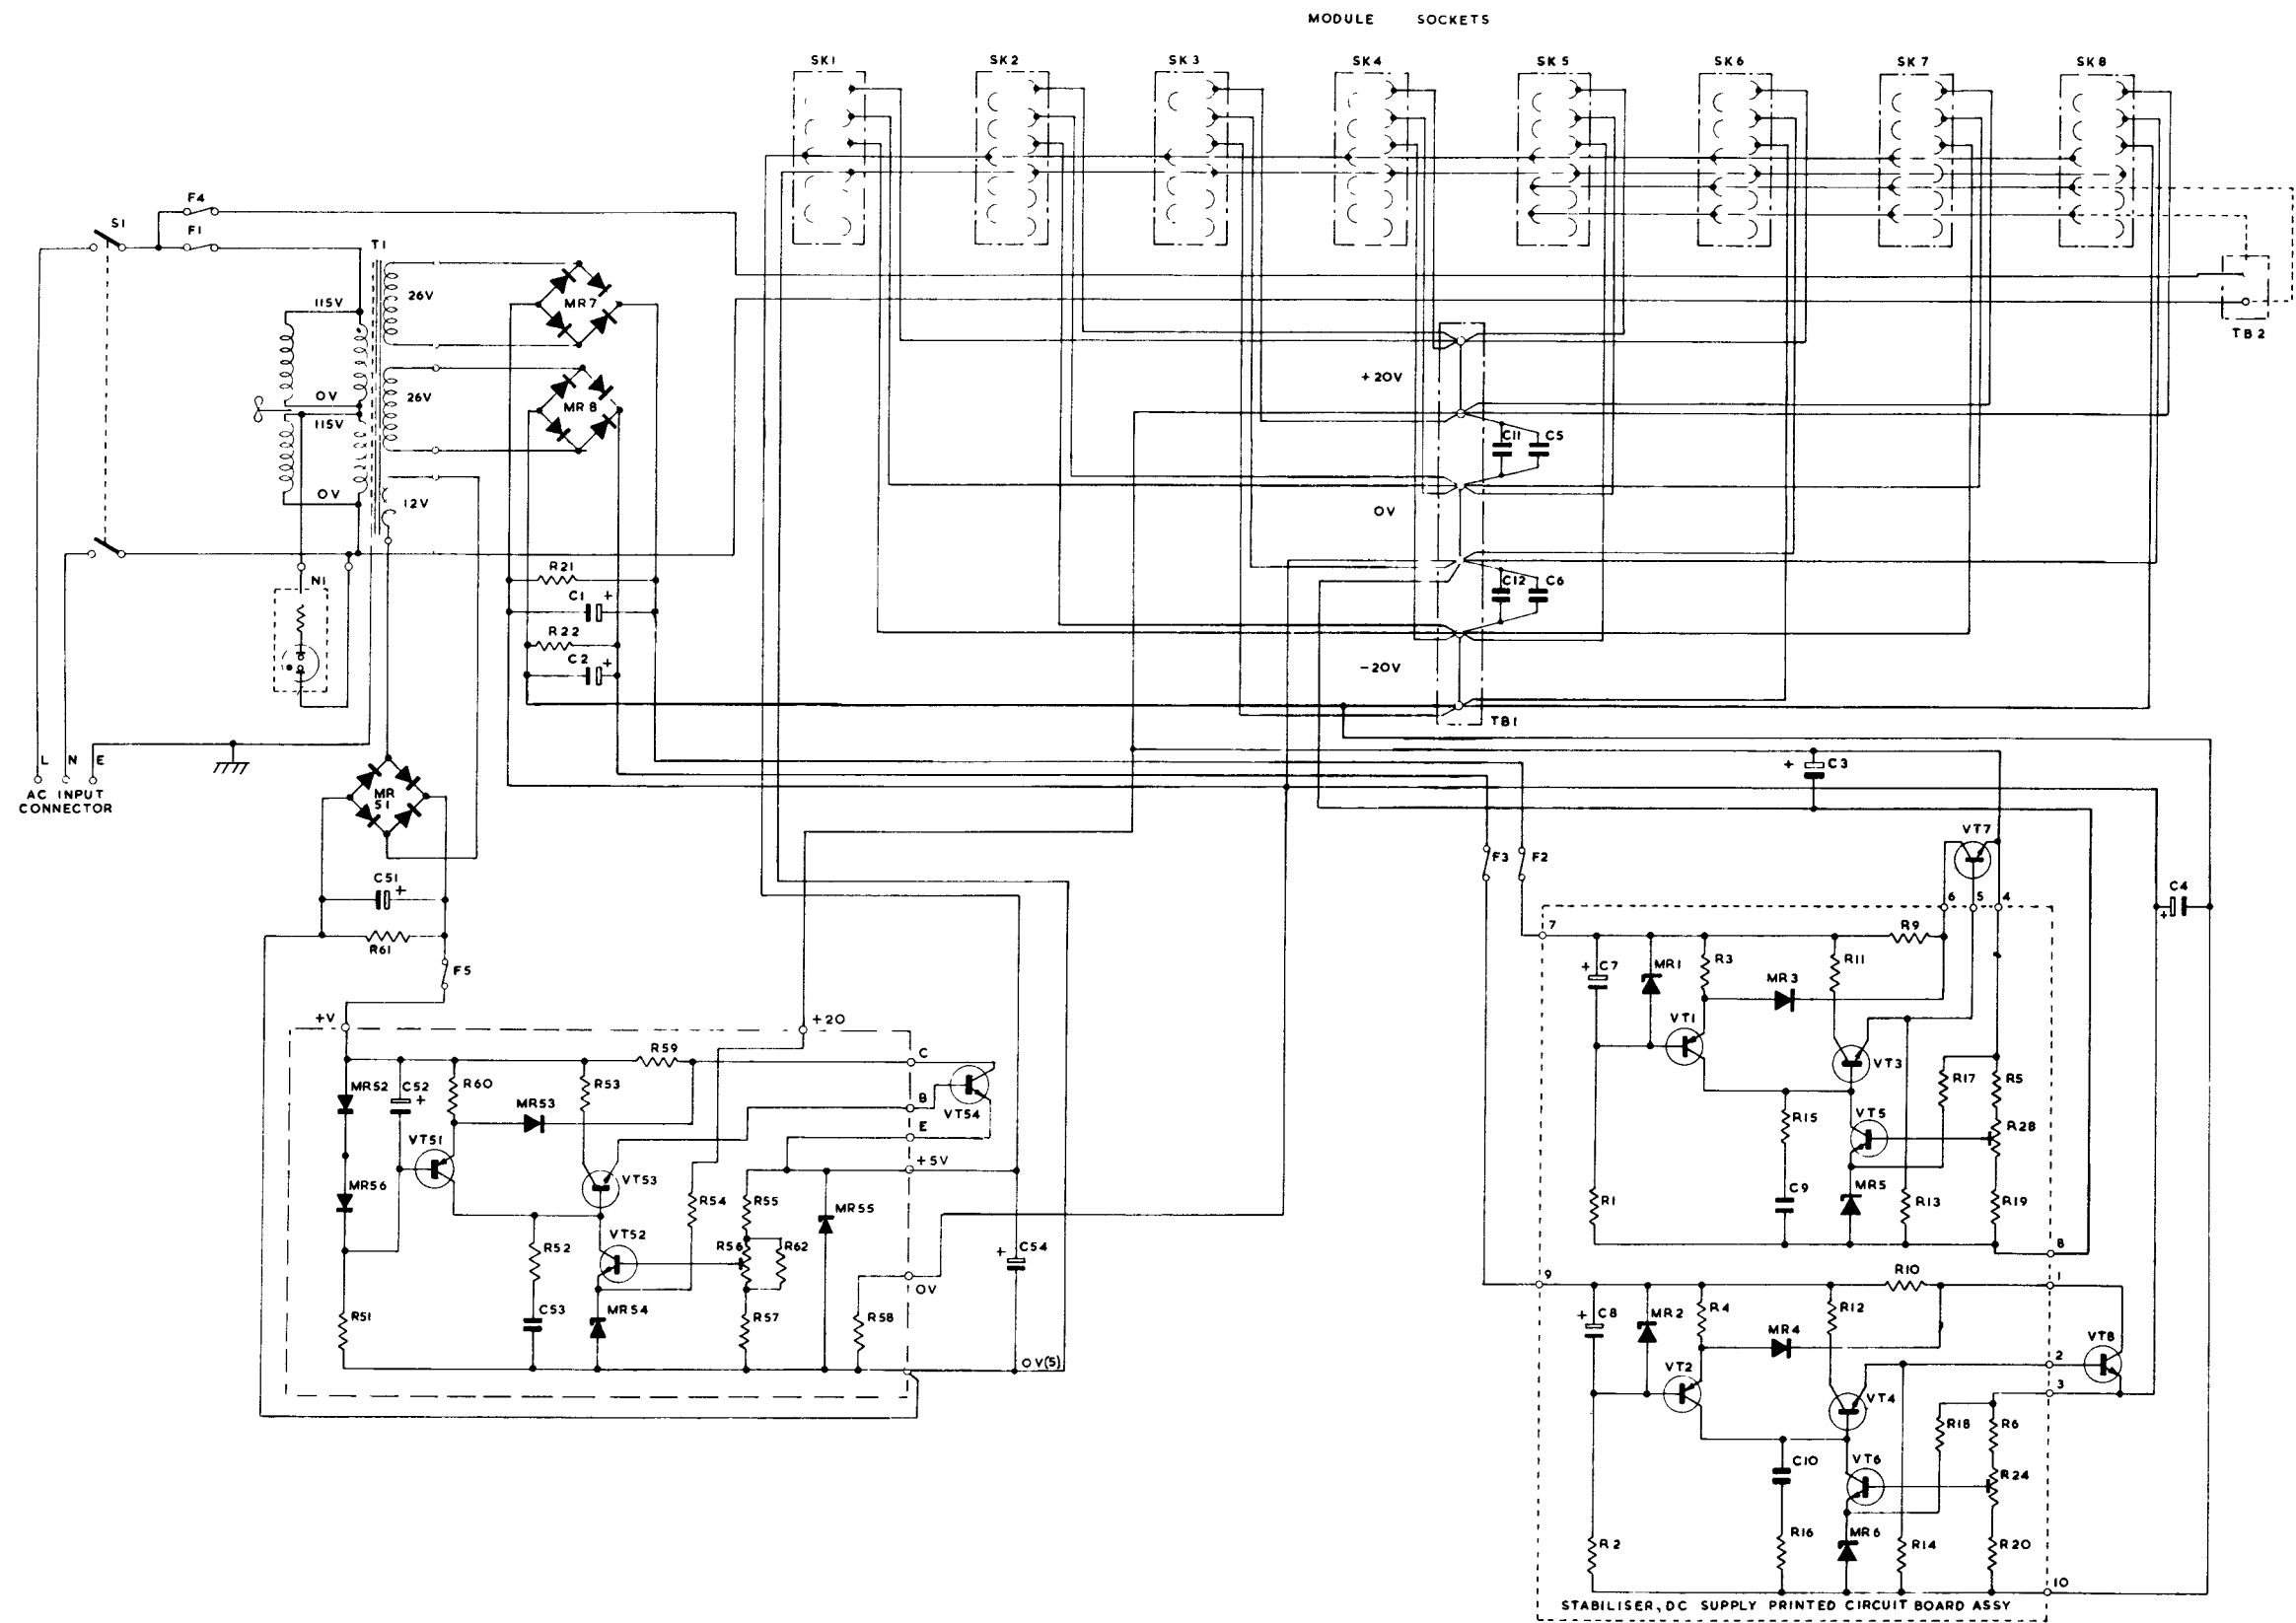 MODULE SOCKETS
SK1 SK2 SK3 SK4 SK5 SK6 SK7 SK8
F4
S1
F1
T1
115V
26V
MR7
TB2
+20V
0V
115V
26V
MR8
C11 C5
0V
12V
0V
R21
N1
C1 +
C12 C6
R22
C2 +
-20V
TB1
L N E
AC INPUT
CONNECTOR
MR
51
+ C3
VT7
F3 F2
C51 +
6 5 4
C4
+
R61
F5
7
R9
+ C7
MR1
R3
MR3
R11
+V
+20
C
R59
VT1
VT3
MR52
C52 +
R60
R53
B
VT54
R17
R5
MR53
R15
VT5
R28
VT51
E
+5V
MR56
VT53
R54
R55
MR55
R1
C9
MR5
R13
R19
VT52
R52
R56
R62
+ C54
8
0V
9
R10
1
C53
MR54
R57
R58
R51
+ C8
MR2
R4
MR4
R12
VT8
0V(5)
VT2
2
3
VT4
R18
R6
C10
VT6
R24
R2
R16
MR6
R14
R20
10
STABILISER, DC SUPPLY PRINTED CIRCUIT BOARD ASSY